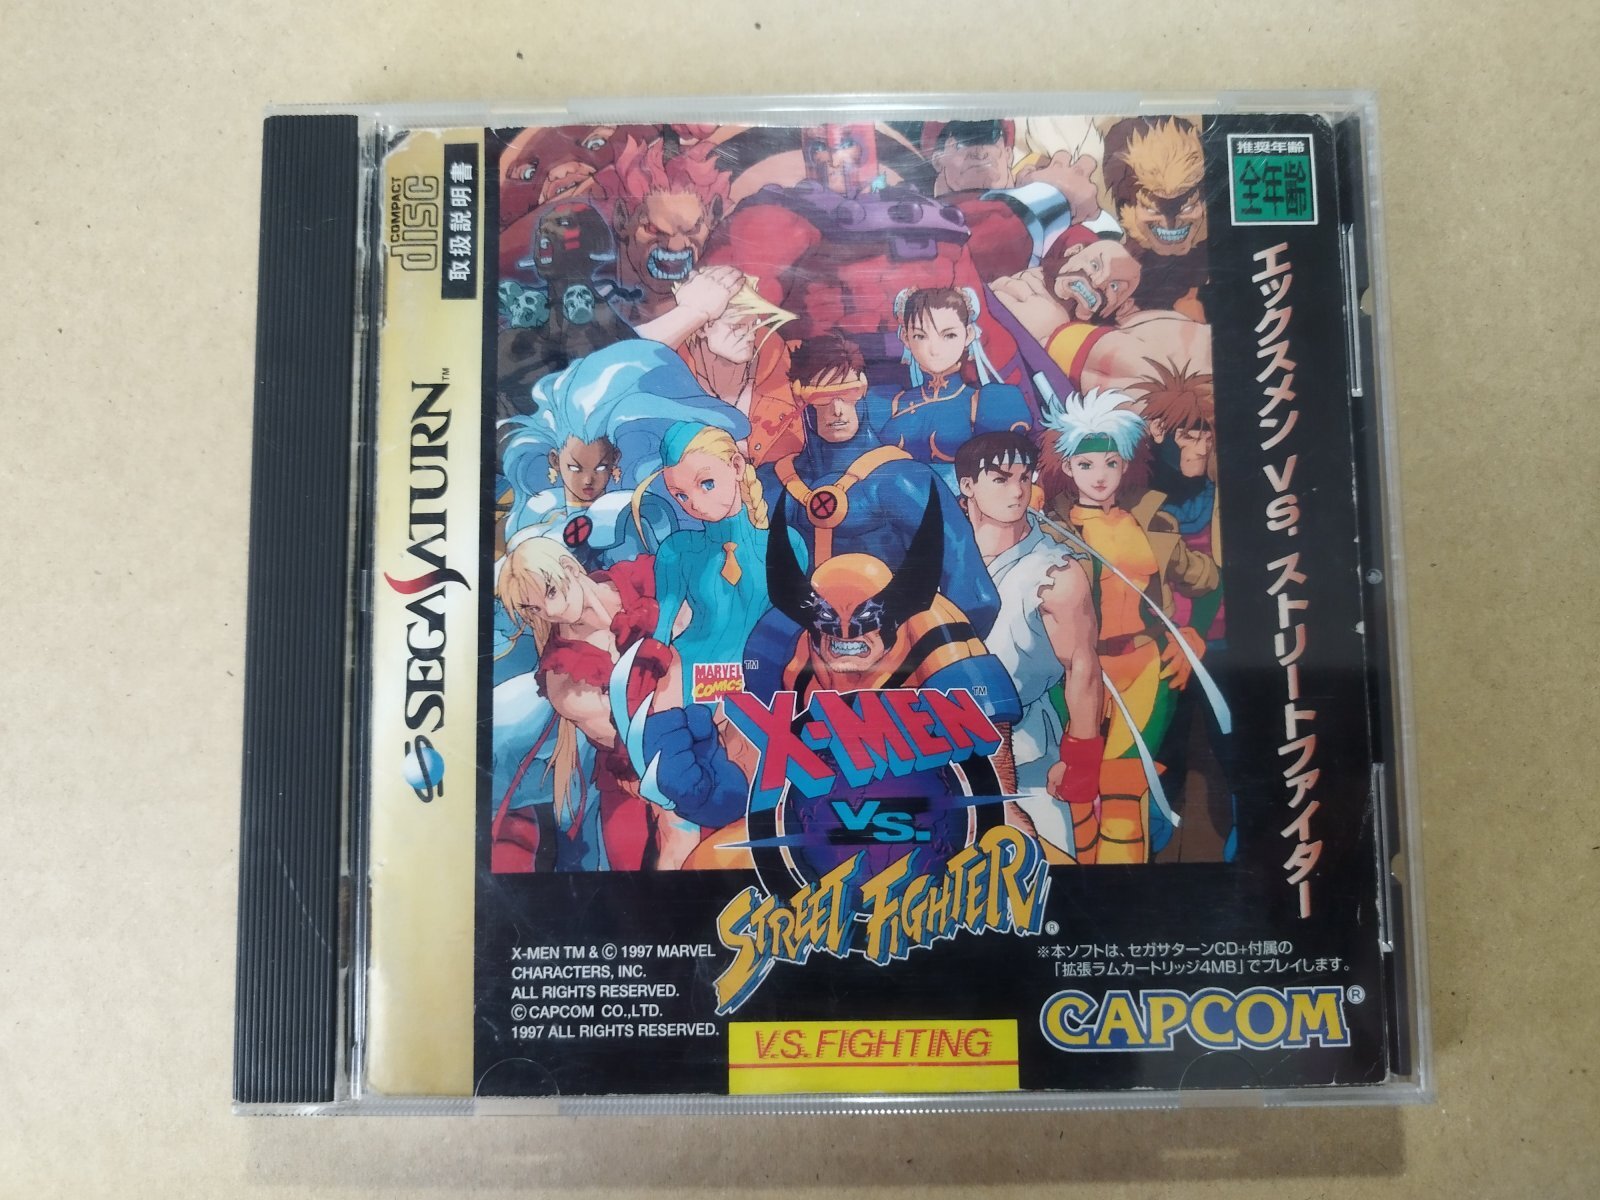 COMPACT
disc
取扱説明書
SEGA SATURN™
推奨年齢
全年齢
エックスメン VS. ストリートファイター
MARVEL
COMICS
™
X-MEN™
VS.
STREET FIGHTER®
X-MEN TM & © 1997 MARVEL
CHARACTERS, INC.
ALL RIGHTS RESERVED.
© CAPCOM CO.,LTD.
1997 ALL RIGHTS RESERVED.
※本ソフトは、セガサターンCD+付属の
「拡張ラムカートリッジ4MB」でプレイします。
CAPCOM®
V.S. FIGHTING